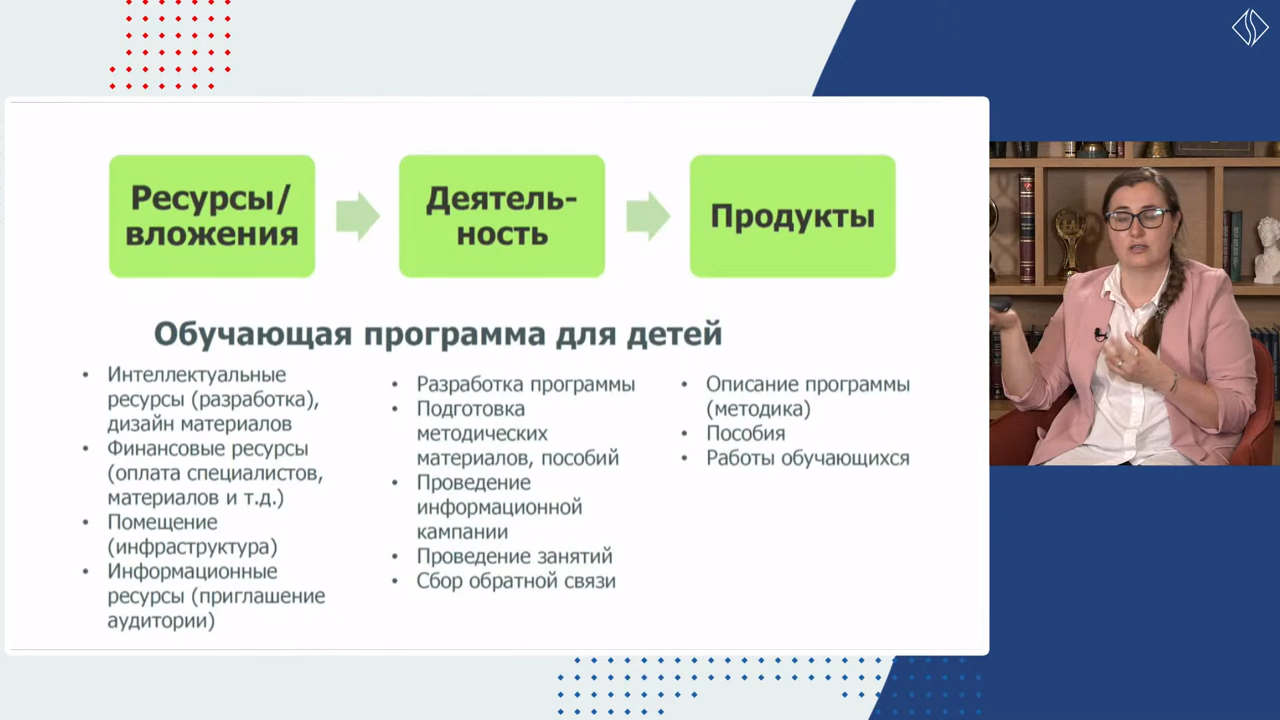 Ресурсы/
вложения
Деятель-
ность
Продукты
Обучающая программа для детей
• Интеллектуальные
ресурсы (разработка),
дизайн материалов
• Финансовые ресурсы
(оплата специалистов,
материалов и т.д.)
• Помещение
(инфраструктура)
• Информационные
ресурсы (приглашение
аудитории)
• Разработка программы
• Подготовка
методических
материалов, пособий
• Проведение
информационной
кампании
• Проведение занятий
• Сбор обратной связи
• Описание программы
(методика)
• Пособия
• Работы обучающихся